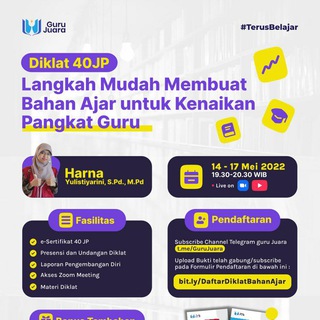 Guru
Juara
#TerusBelajar
Diklat 40JP
Langkah Mudah Membuat
Bahan Ajar untuk Kenaikan
Pangkat Guru
Harna
Yulistiyarini, S.Pd., M.Pd
14 - 17 Mei 2022
19.30-20.30 WIB
Live on
Fasilitas
e-Sertifikat 40 JP
Presensi dan Undangan Diklat
Laporan Pengembangan Diri
Akses Zoom Meeting
Materi Diklat
Pendaftaran
Subscribe Channel Telegram guru Juara
t.me/GuruJuara
Upload Bukti telah gabung/subscribe
pada Formulir Pendaftaran di bawah ini :
bit.ly/DaftarDiklatBahanAjar